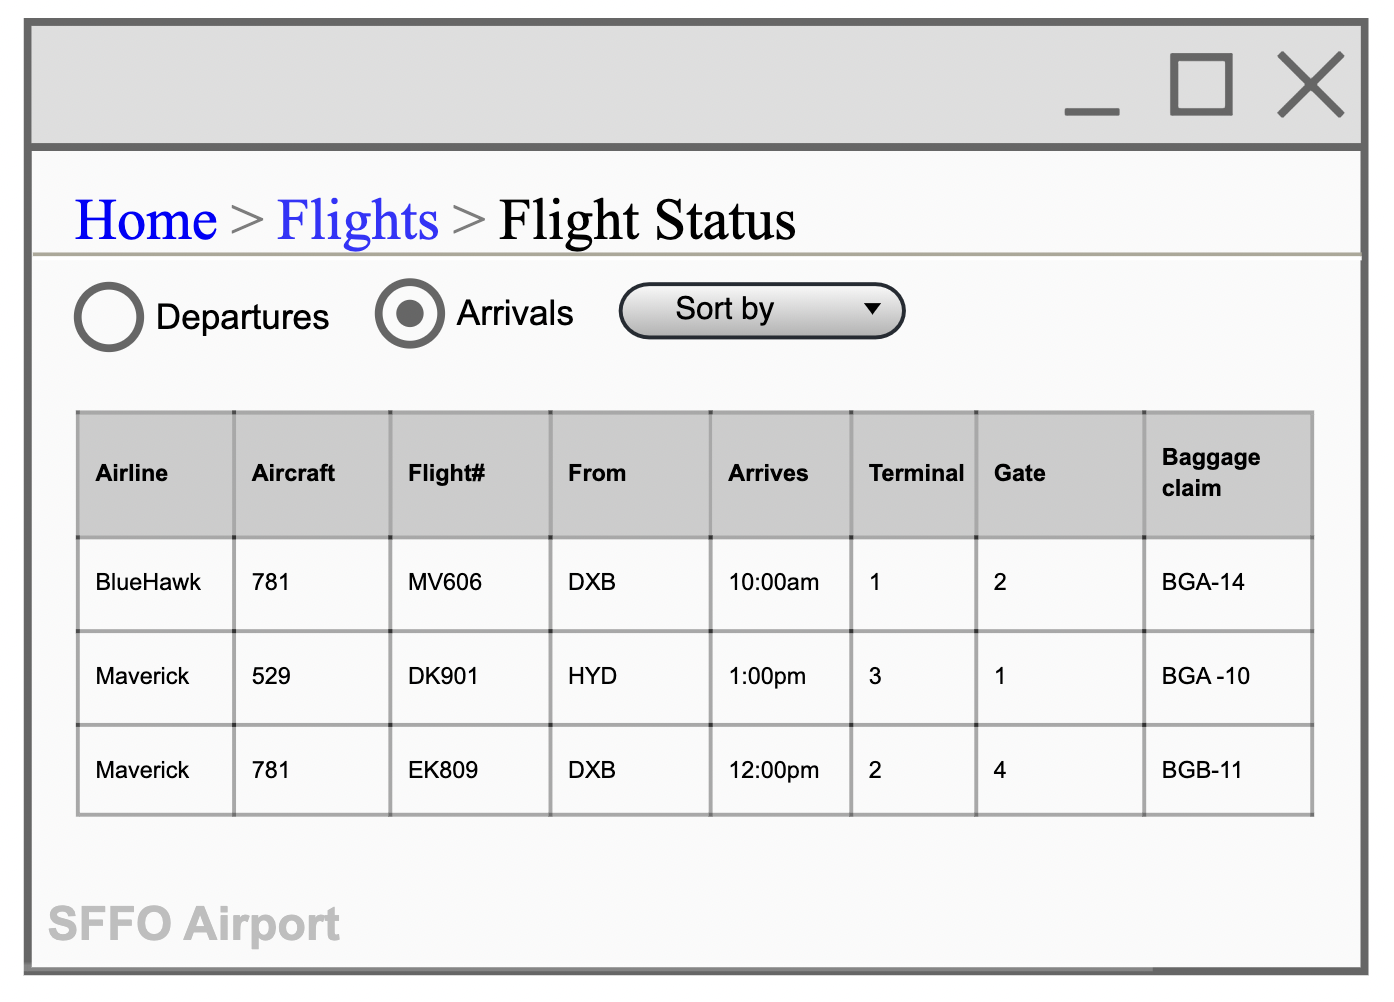 Home > Flights > Flight Status
Departures Arrivals Sort by
Airline Aircraft Flight# From Arrives Terminal Gate Baggage claim
BlueHawk 781 MV606 DXB 10:00am 1 2 BGA-14
Maverick 529 DK901 HYD 1:00pm 3 1 BGA -10
Maverick 781 EK809 DXB 12:00pm 2 4 BGB-11
SFFO Airport